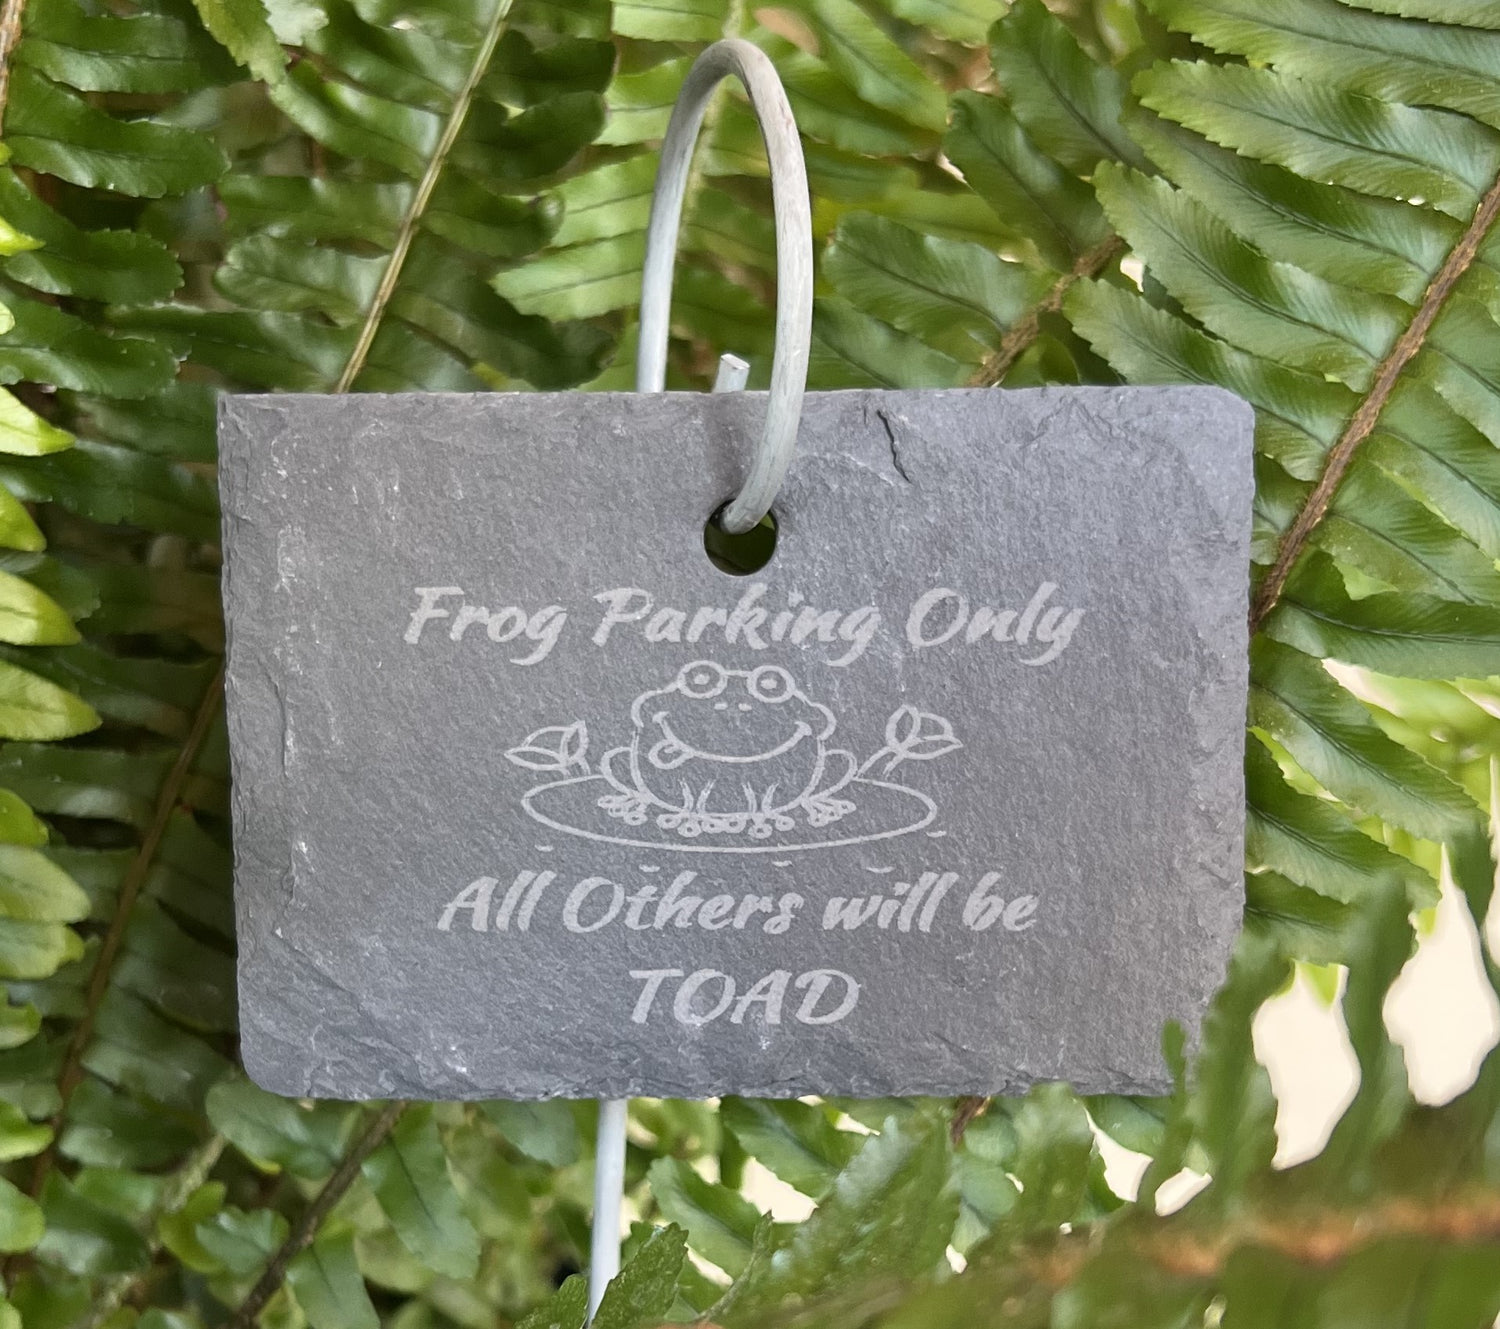 Frog Parking Only
All Others will be
TOAD